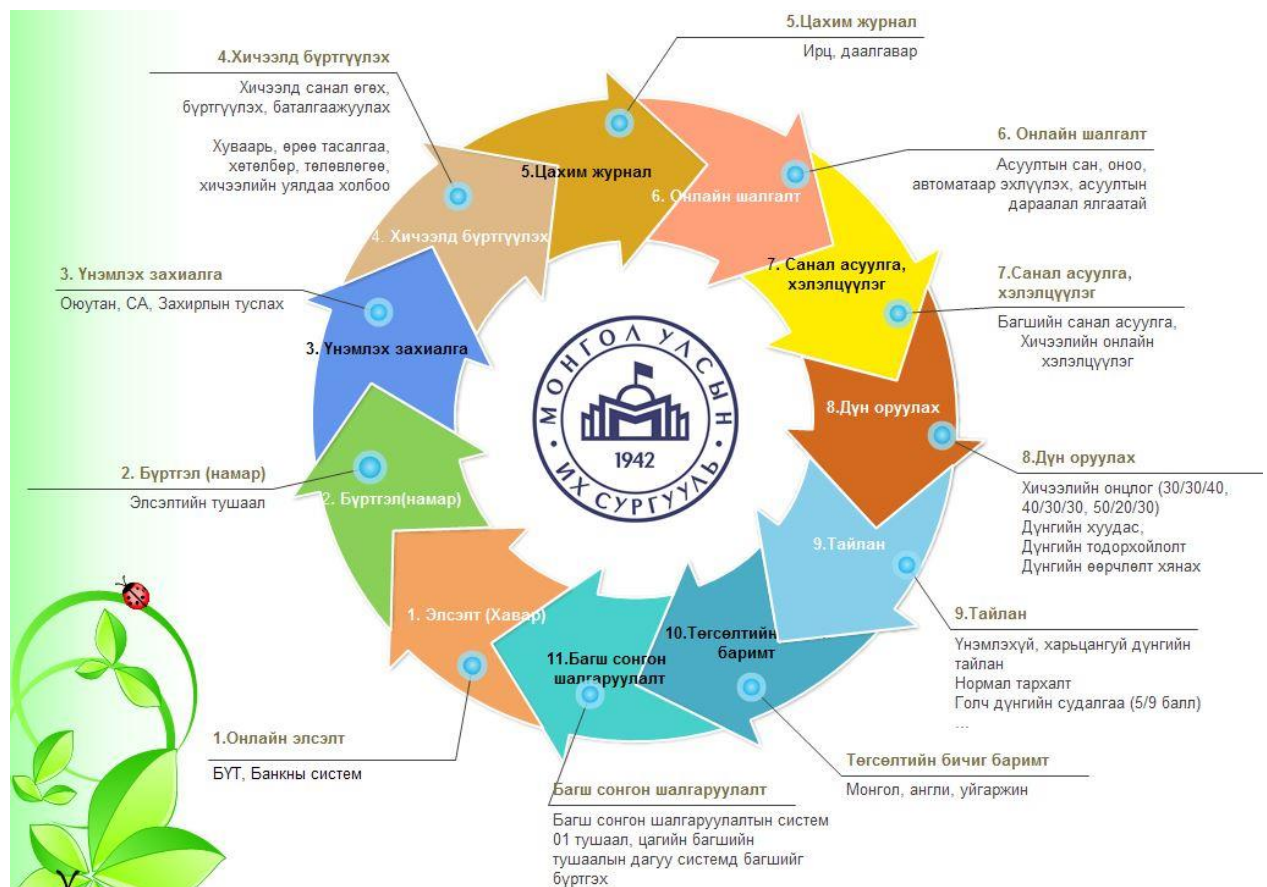 5.Цахим журнал
Ирц, даалгавар
4.Хичээлд бүртгүүлэх
Хичээлд санал өгөх,
бүртгүүлэх, баталгаажуулах
Хуваарь, өрөө тасалгаа,
хөтөлбөр, төлөвлөгөө,
хичээлийн уялдаа холбоо
6. Онлайн шалгалт
Асуултын сан, оноо,
автоматаар эхлүүлэх, асуултын
дараалал ялгаатай
3. Үнэмлэх захиалга
Оюутан, СА, Захирлын туслах
7.Санал асуулга,
хэлэлцүүлэг
Багшийн санал асуулга,
Хичээлийн онлайн
хэлэлцүүлэг
2. Бүртгэл (намар)
Элсэлтийн тушаал
8.Дүн оруулах
Хичээлийн онцлог (30/30/40,
40/30/30, 50/20/30)
Дүнгийн хуудас,
Дүнгийн тодорхойлолт
Дүнгийн өөрчлөлт хянах
9.Тайлан
Үнэмлэхүй, харьцангуй дүнгийн
тайлан
Нормал тархалт
Голч дүнгийн судалгаа (5/9 балл)
...
1.Онлайн элсэлт
БҮТ, Банкны систем
Төгсөлтийн бичиг баримт
Монгол, англи, уйгаржин
Багш сонгон шалгаруулалт
Багш сонгон шалгаруулалтын систем
01 тушаал, цагийн багшийн
тушаалын дагуу системд багшийг
бүртгэх
5.Цахим журнал
6. Онлайн шалгалт
4. Хичээлд бүртгүүлэх
7. Санал асуулга,
хэлэлцүүлэг
3. Үнэмлэх захиалга
8.Дүн оруулах
2. Бүртгэл(намар)
9.Тайлан
1. Элсэлт (Хавар)
10.Төгсөлтийн
баримт
11.Багш сонгон
шалгаруулалт
МОНГОЛ УЛСЫН
ИХ СУРГУУЛЬ
1942